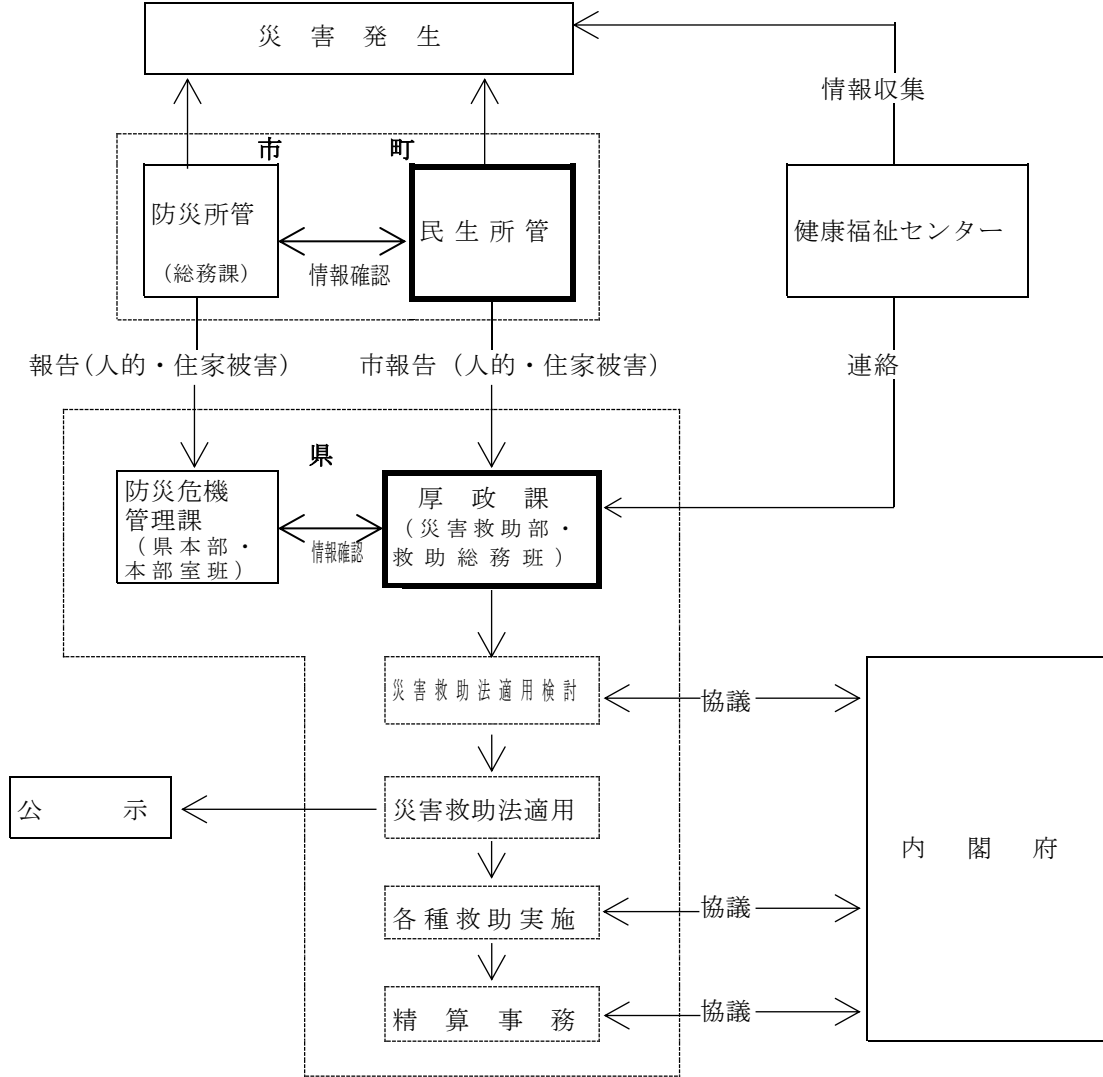 災害発生
情報収集
市町
防災所管
(総務課)
情報確認
民生所管
健康福祉センター
報告(人的・住家被害)
市報告 (人的・住家被害)
連絡
県
防災危機
管理課
(県本部・
本部室班)
情報確認
厚政課
(災害救助部・
救助総務班)
災害救助法適用検討
協議
公示
災害救助法適用
内閣府
各種救助実施
協議
精算事務
協議